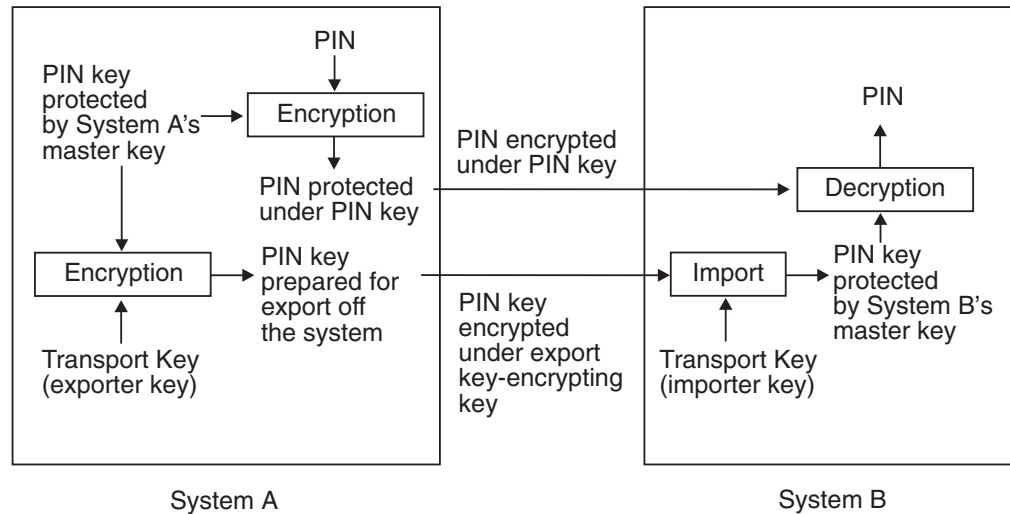 PIN
PIN key
protected
by System A's
master key
Encryption
PIN protected
under PIN key
Encryption
PIN key
prepared for
export off
the system
Transport Key
(exporter key)
PIN encrypted
under PIN key
PIN key
encrypted
under export
key-encrypting
key
PIN
Decryption
Import
PIN key
protected
by System B's
master key
Transport Key
(importer key)
System A
System B